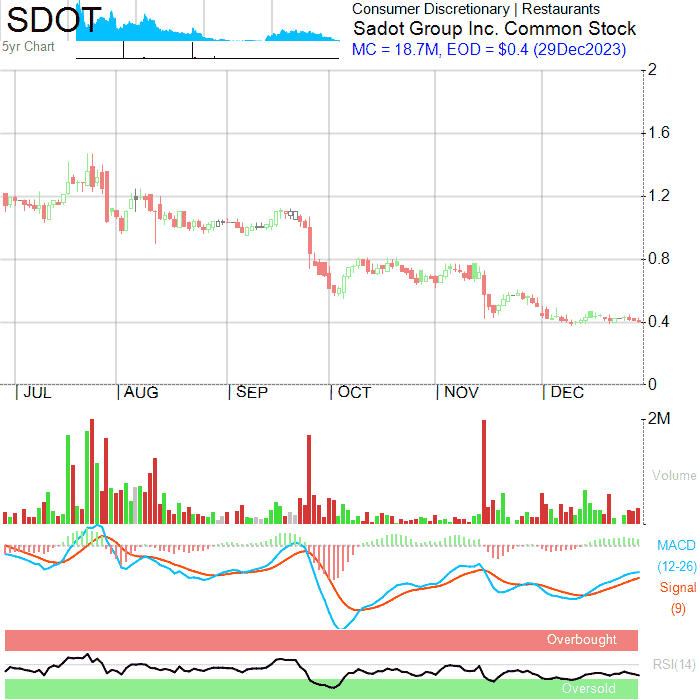 SDOT
5yr Chart
Consumer Discretionary | Restaurants
Sadot Group Inc. Common Stock
MC = 18.7M, EOD = $0.4 (29Dec2023)
2
1.6
1.2
0.8
0.4
0
JUL AUG SEP OCT NOV DEC
2M
Volume
MACD
(12-26)
Signal
(9)
Overbought
RSI(14)
Oversold